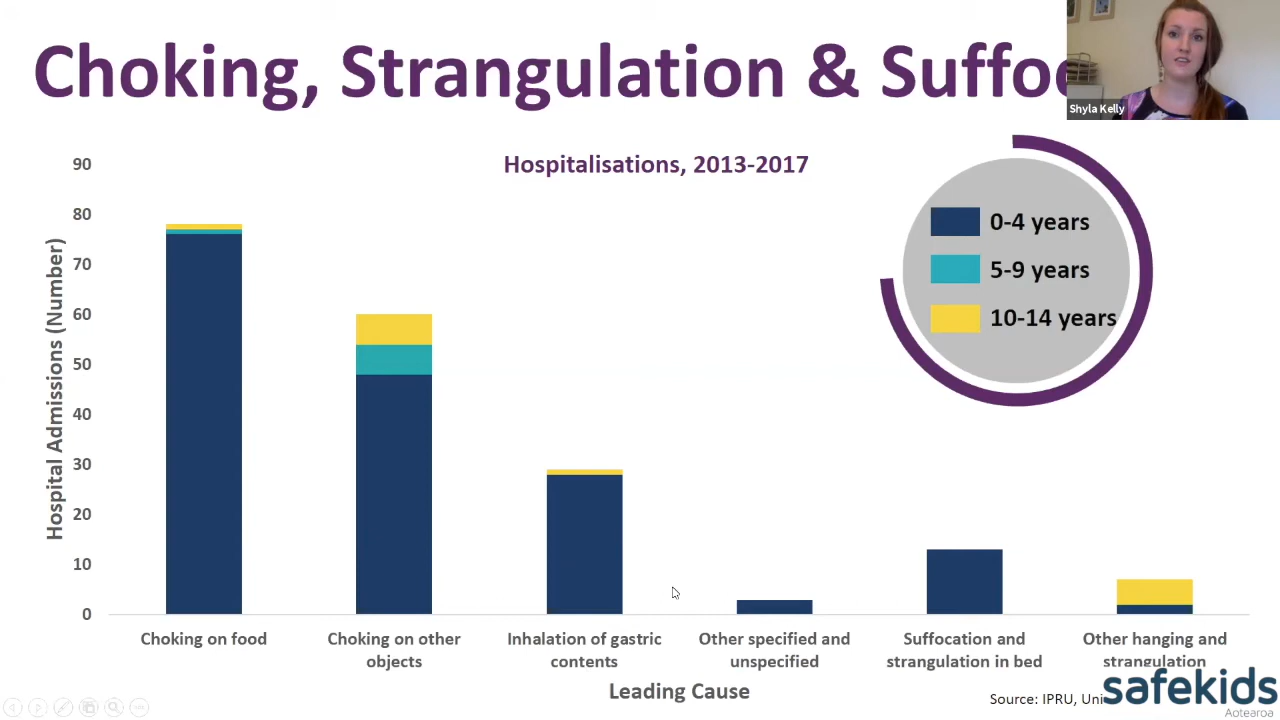 Choking, Strangulation & Suffoc
Shyla Kelly
Hospitalisations, 2013-2017
90
80
70
60
50
40
30
20
10
0
Hospital Admissions (Number)
0-4 years
5-9 years
10-14 years
Choking on food
Choking on other
objects
Inhalation of gastric
contents
Other specified and
unspecified
Suffocation and
strangulation in bed
Other hanging and
strangulation
Leading Cause
Source: IPRU, Uni
safekids
Aotearoa